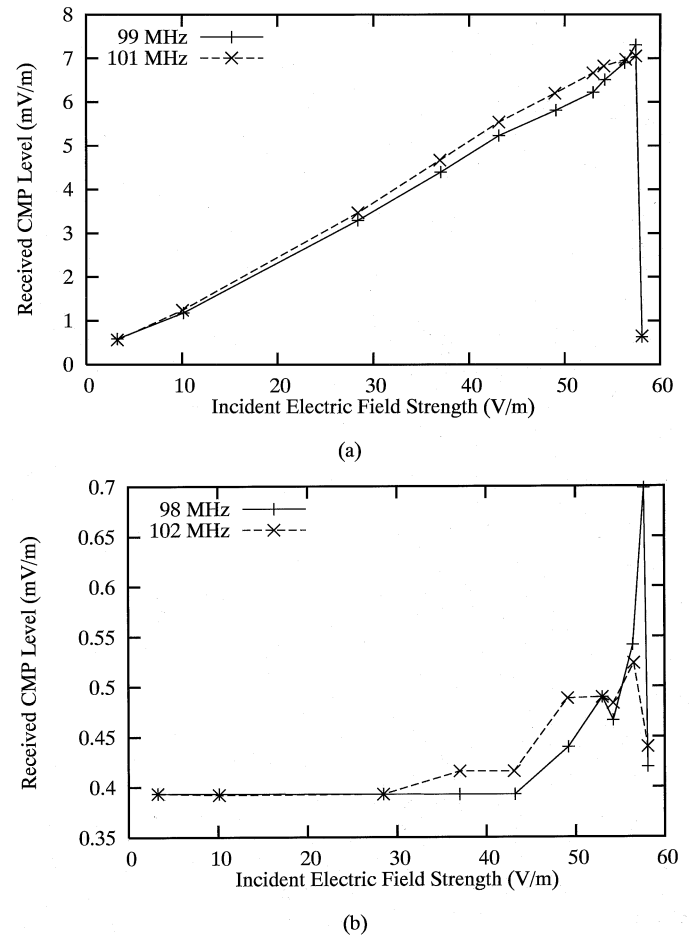 8
7
6
5
4
3
2
1
0
Received CMP Level (mV/m)
99 MHz
101 MHz
0 10 20 30 40 50 60
Incident Electric Field Strength (V/m)
(a)
0.7
0.65
0.6
0.55
0.5
0.45
0.4
0.35
Received CMP Level (mV/m)
98 MHz
102 MHz
0 10 20 30 40 50 60
Incident Electric Field Strength (V/m)
(b)